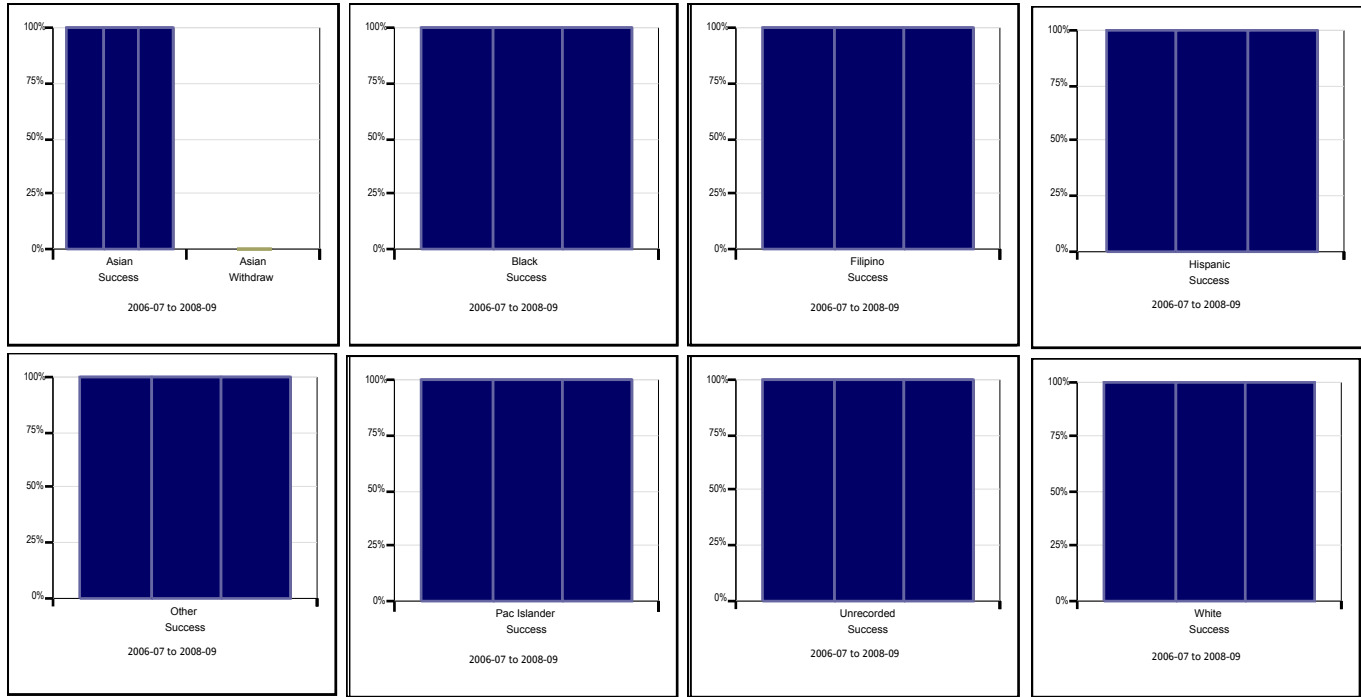 100%
75%
50%
25%
0%
Asian Asian
Success Withdraw
2006-07 to 2008-09
100%
75%
50%
25%
0%
Black
Success
2006-07 to 2008-09
100%
75%
50%
25%
0%
Filipino
Success
2006-07 to 2008-09
100%
75%
50%
25%
0%
Hispanic
Success
2006-07 to 2008-09
100%
75%
50%
25%
0%
Other
Success
2006-07 to 2008-09
100%
75%
50%
25%
0%
Pac Islander
Success
2006-07 to 2008-09
100%
75%
50%
25%
0%
Unrecorded
Success
2006-07 to 2008-09
100%
75%
50%
25%
0%
White
Success
2006-07 to 2008-09